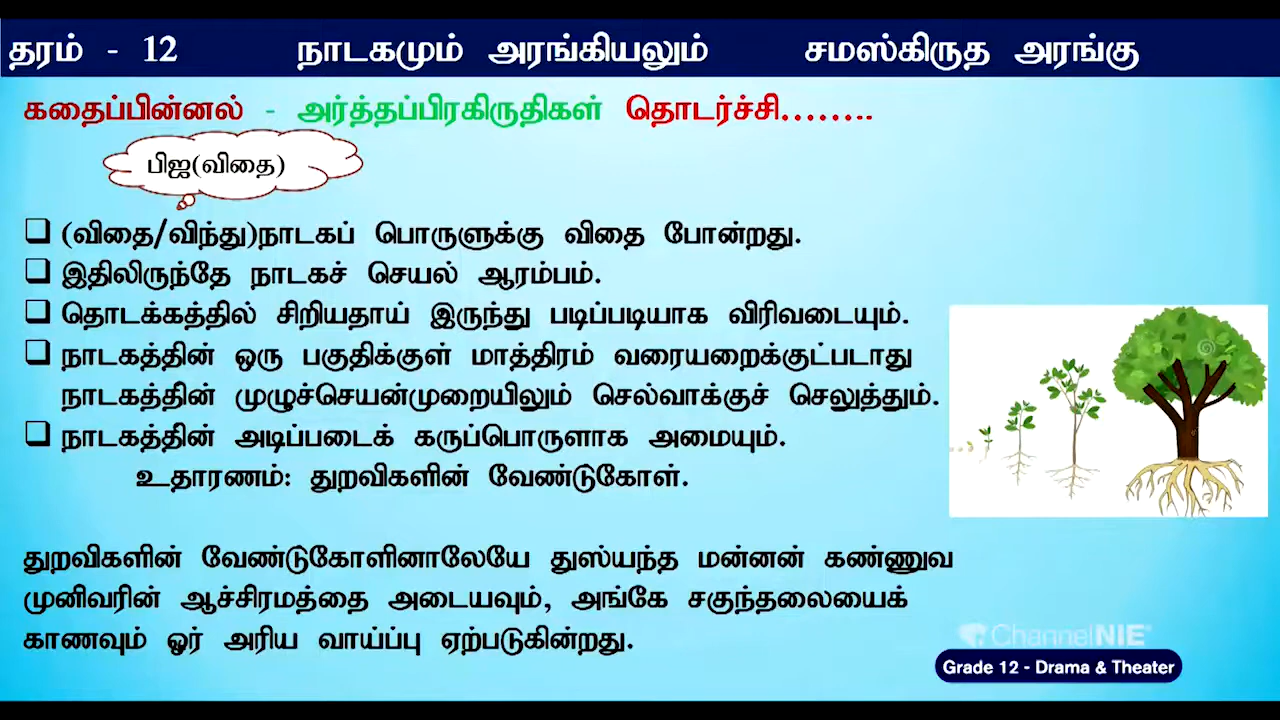 தரம் - 12 நாடகமும் அரங்கியலும் சமஸ்கிருத அரங்கு
கதைப்பின்னல் - அர்த்தப்பிரகிருதிகள் தொடர்ச்சி........
பிஜ(விதை)
❑ (விதை/விந்து)நாடகப் பொருளுக்கு விதை போன்றது.
❑ இதிலிருந்தே நாடகச் செயல் ஆரம்பம்.
❑ தொடக்கத்தில் சிறியதாய் இருந்து படிப்படியாக விரிவடையும்.
❑ நாடகத்தின் ஒரு பகுதிக்குள் மாத்திரம் வரையறைக்குட்படாது
நாடகத்தின் முழுச்செயன்முறையிலும் செல்வாக்குச் செலுத்தும்.
❑ நாடகத்தின் அடிப்படைக் கருப்பொருளாக அமையும்.
உதாரணம்: துறவிகளின் வேண்டுகோள்.
துறவிகளின் வேண்டுகோளினாலேயே துஸ்யந்த மன்னன் கண்ணுவ
முனிவரின் ஆச்சிரமத்தை அடையவும், அங்கே சகுந்தலையைக்
காணவும் ஓர் அரிய வாய்ப்பு ஏற்படுகின்றது.
ChannelNIE
Grade 12 - Drama & Theater